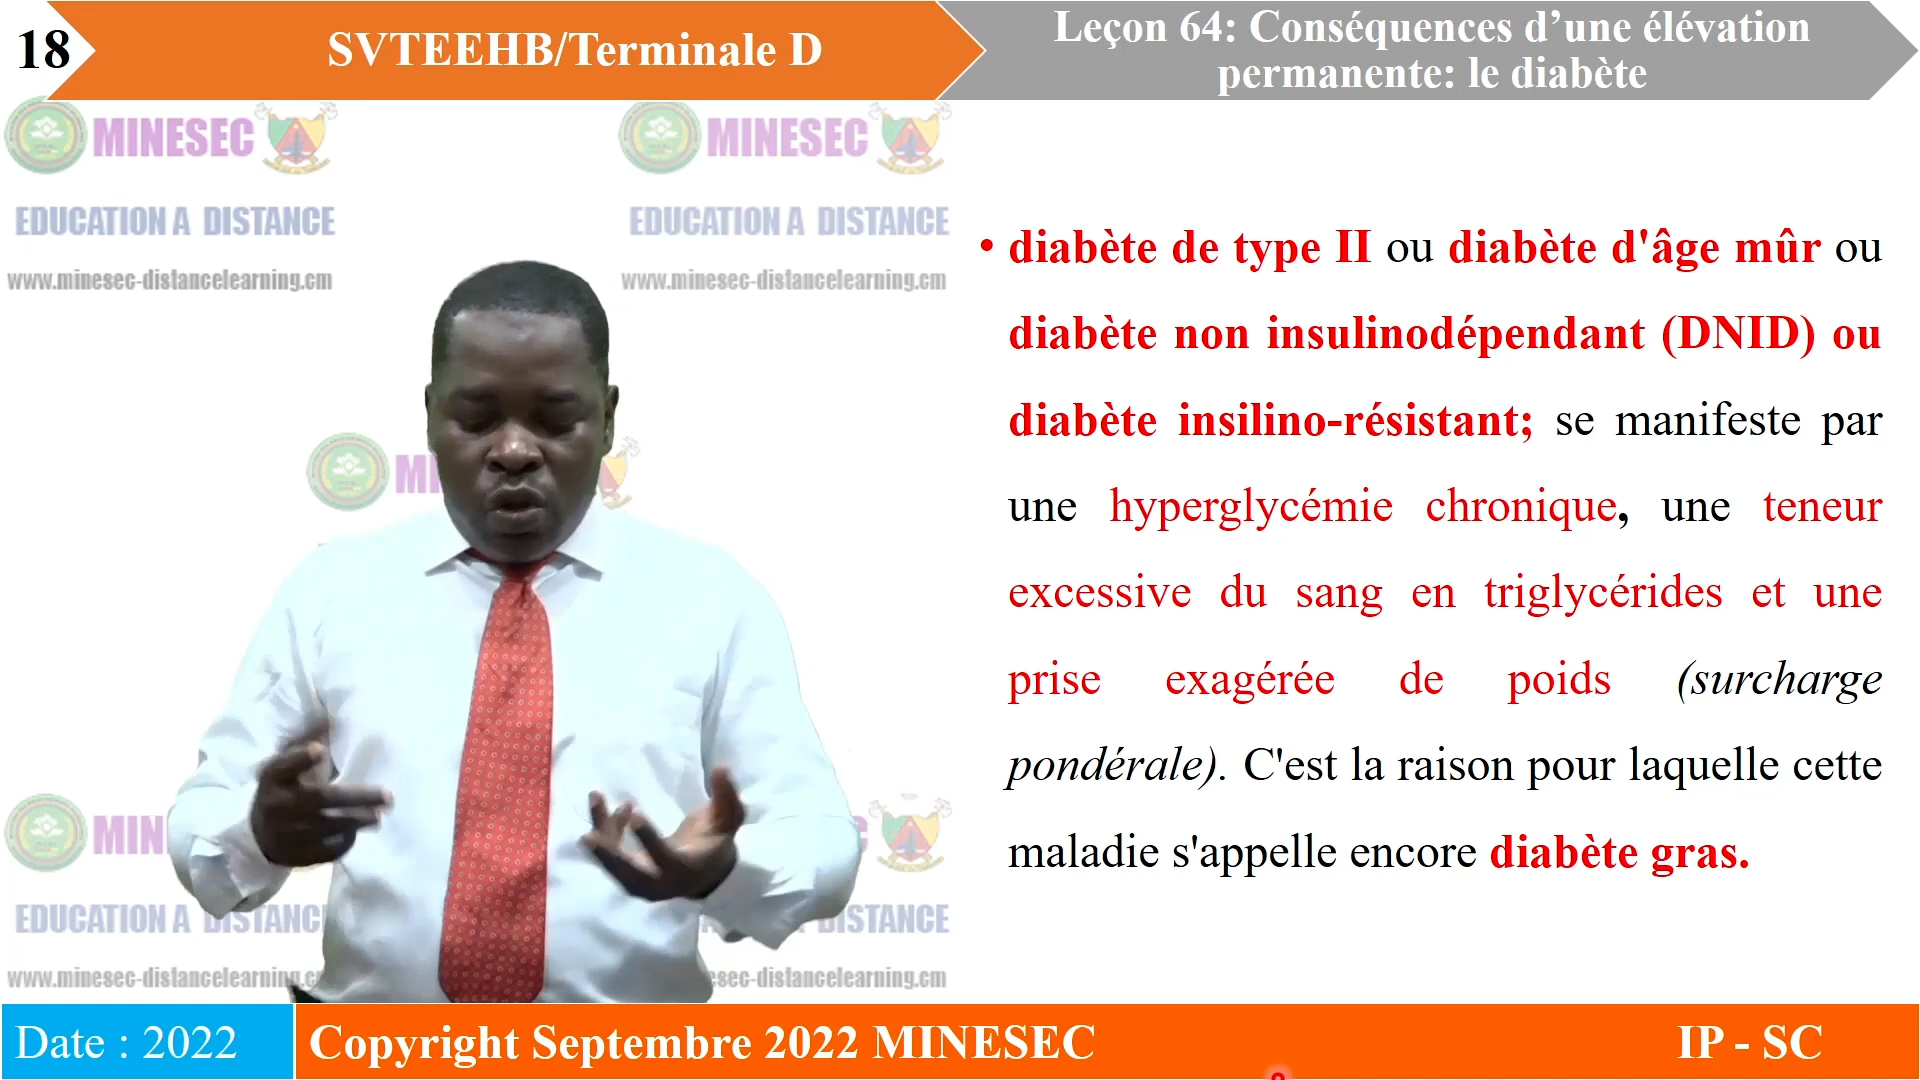 18
SVTEEHB/Terminale D
Leçon 64: Conséquences d’une élévation
permanente: le diabète
MINESEC
MINESEC
EDUCATION A DISTANCE
EDUCATION A DISTANCE
www.minesec-distancelearning.cm
www.minesec-distancelearning.cm
• diabète de type II ou diabète d'âge mûr ou
diabète non insulinodépendant (DNID) ou
diabète insilino-résistant; se manifeste par
une hyperglycémie chronique, une teneur
excessive du sang en triglycérides et une
prise exagérée de poids (surcharge
pondérale). C'est la raison pour laquelle cette
maladie s'appelle encore diabète gras.
Date : 2022
Copyright Septembre 2022 MINESEC
IP - SC